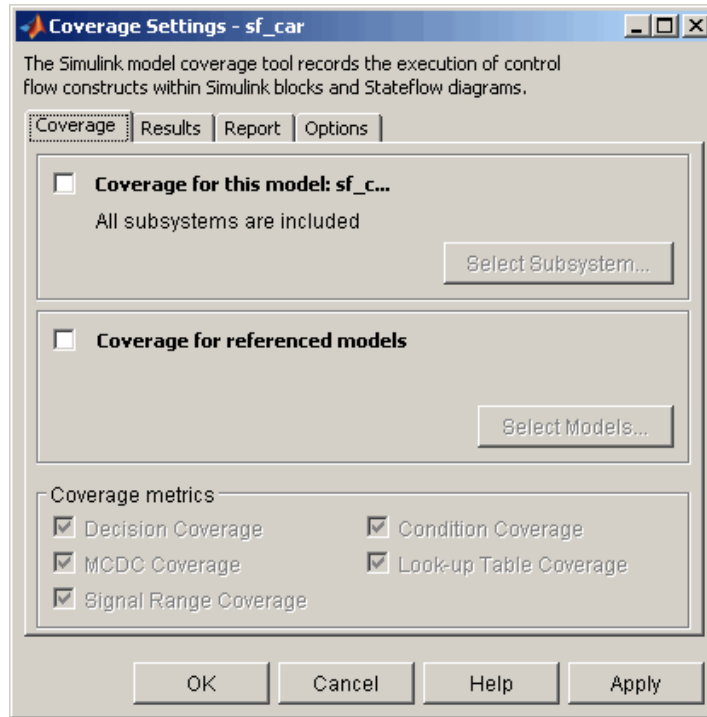 Coverage Settings - sf_car
The Simulink model coverage tool records the execution of control
flow constructs within Simulink blocks and Stateflow diagrams.
Coverage Results Report Options
Coverage for this model: sf_c...
All subsystems are included
Select Subsystem...
Coverage for referenced models
Select Models...
Coverage metrics
Decision Coverage Condition Coverage
MCDC Coverage Look-up Table Coverage
Signal Range Coverage
OK Cancel Help Apply